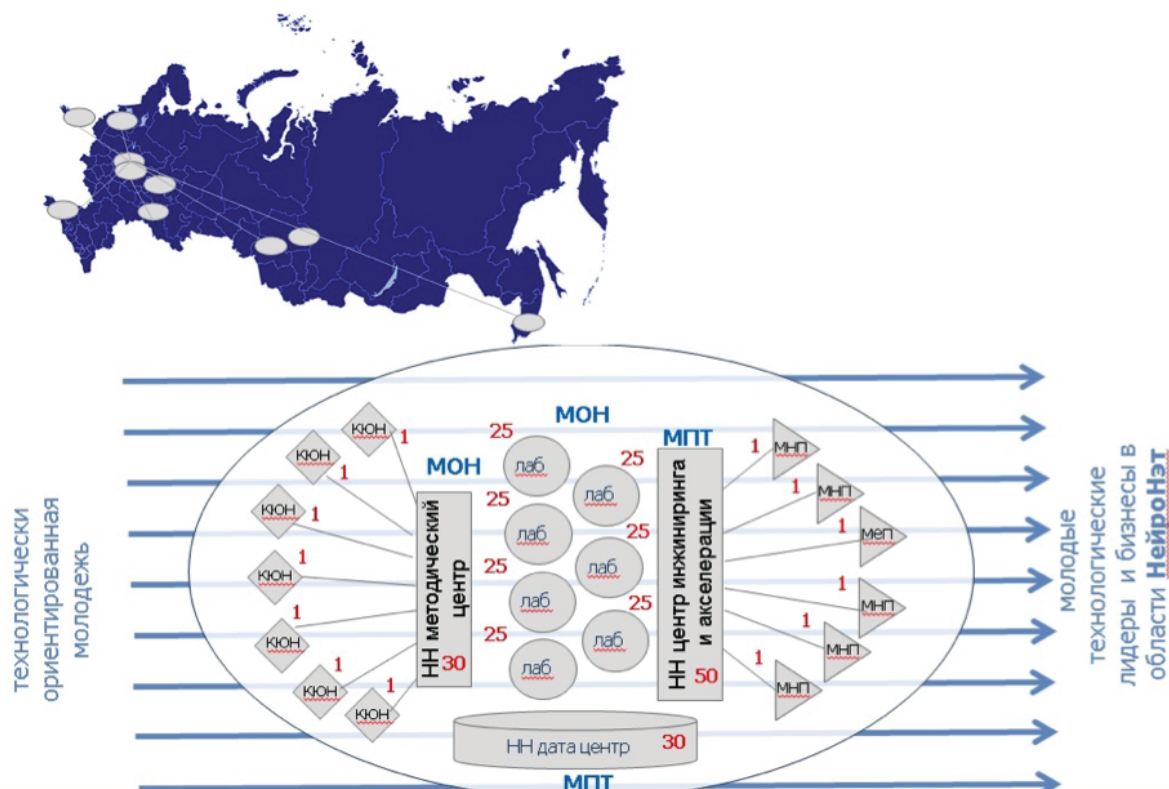 технологически
ориентированная
молодежь
КЮН
1
КЮН
1
КЮН
1
КЮН
1
КЮН
1
КЮН
1
КЮН
1
МОН
НН методический
центр
30
МОН
25
лаб
25
лаб
25
лаб
25
лаб
25
лаб
25
лаб
25
лаб
МПТ
НН центр инжиниринга
и акселерации
50
1
МНП
1
МНП
1
МеП
1
МНП
1
МНП
1
МНП
НН дата центр
30
МПТ
молодые
технологические
лидеры и бизнесы в
области НейроНэт